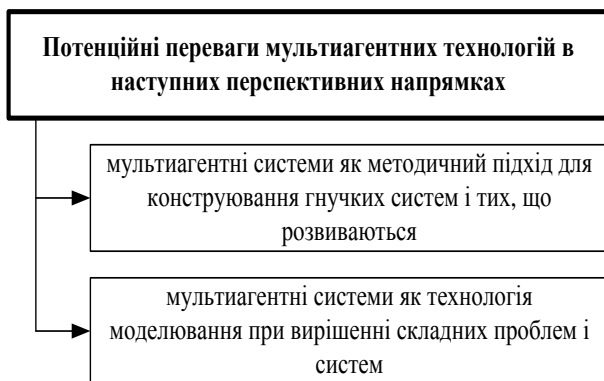 Потенційні переваги мультиагентних технологій в
наступних перспективних напрямках
мультиагентні системи як методичний підхід для
конструювання гнучких систем і тих, що
розвиваються
мультиагентні системи як технологія
моделювання при вирішенні складних проблем і
систем